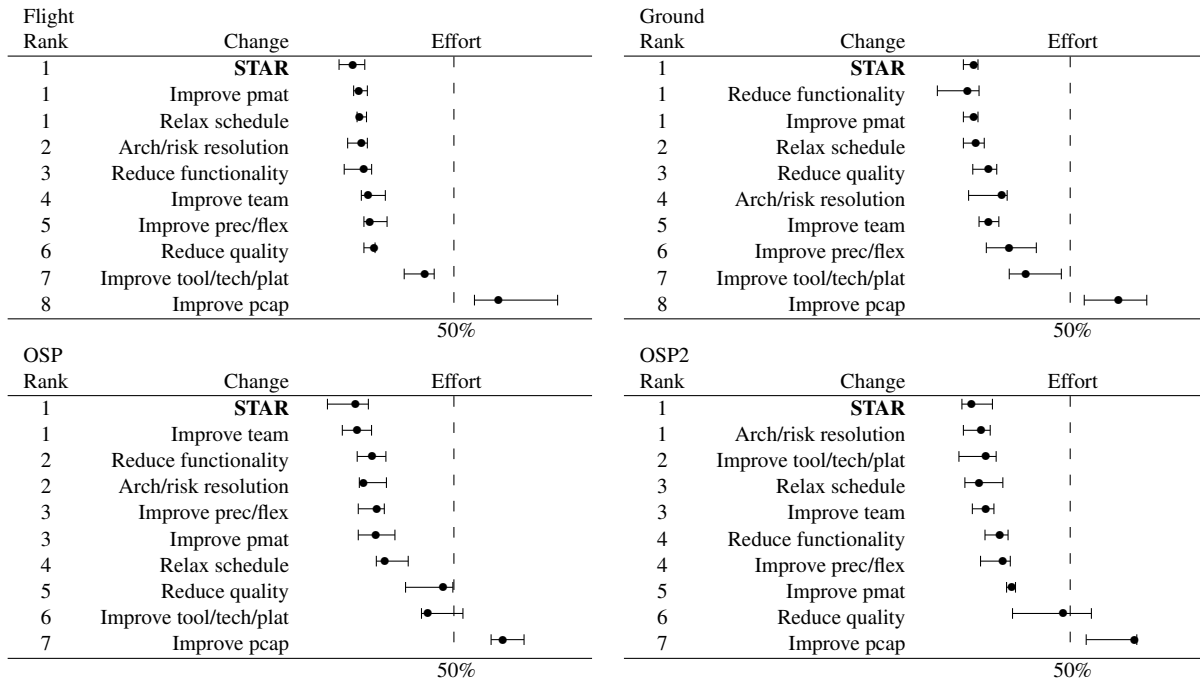 Flight
Rank Change Effort
1 STAR
1 Improve pmat
1 Relax schedule
2 Arch/risk resolution
3 Reduce functionality
4 Improve team
5 Improve prec/flex
6 Reduce quality
7 Improve tool/tech/plat
8 Improve pcap
50%
Ground
Rank Change Effort
1 STAR
1 Reduce functionality
1 Improve pmat
2 Relax schedule
3 Reduce quality
4 Arch/risk resolution
5 Improve team
6 Improve prec/flex
7 Improve tool/tech/plat
8 Improve pcap
50%
OSP
Rank Change Effort
1 STAR
1 Improve team
2 Reduce functionality
2 Arch/risk resolution
3 Improve prec/flex
3 Improve pmat
4 Relax schedule
5 Reduce quality
6 Improve tool/tech/plat
7 Improve pcap
50%
OSP2
Rank Change Effort
1 STAR
1 Arch/risk resolution
2 Improve tool/tech/plat
3 Relax schedule
3 Improve team
4 Reduce functionality
4 Improve prec/flex
5 Improve pmat
6 Reduce quality
7 Improve pcap
50%